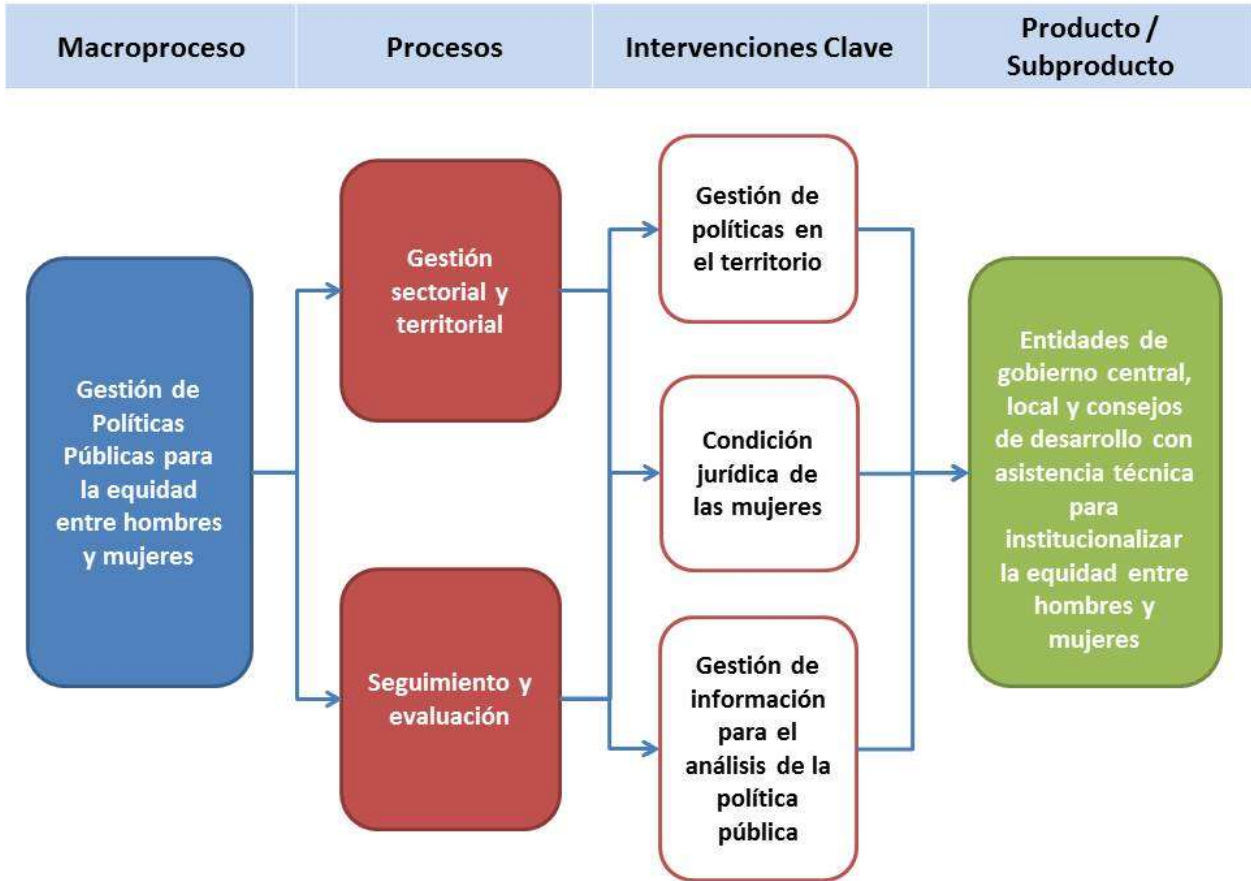 Macroproceso
Procesos
Intervenciones Clave
Producto /
Subproducto
Gestión de
Políticas
Públicas para
la equidad
entre hombres
y mujeres
Gestión
sectorial y
territorial
Seguimiento y
evaluación
Gestión de
políticas en
el territorio
Condición
jurídica de
las mujeres
Gestión de
información
para el
análisis de la
política
pública
Entidades de
gobierno central,
local y consejos
de desarrollo con
asistencia técnica
para
institucionalizar
la equidad entre
hombres y
mujeres